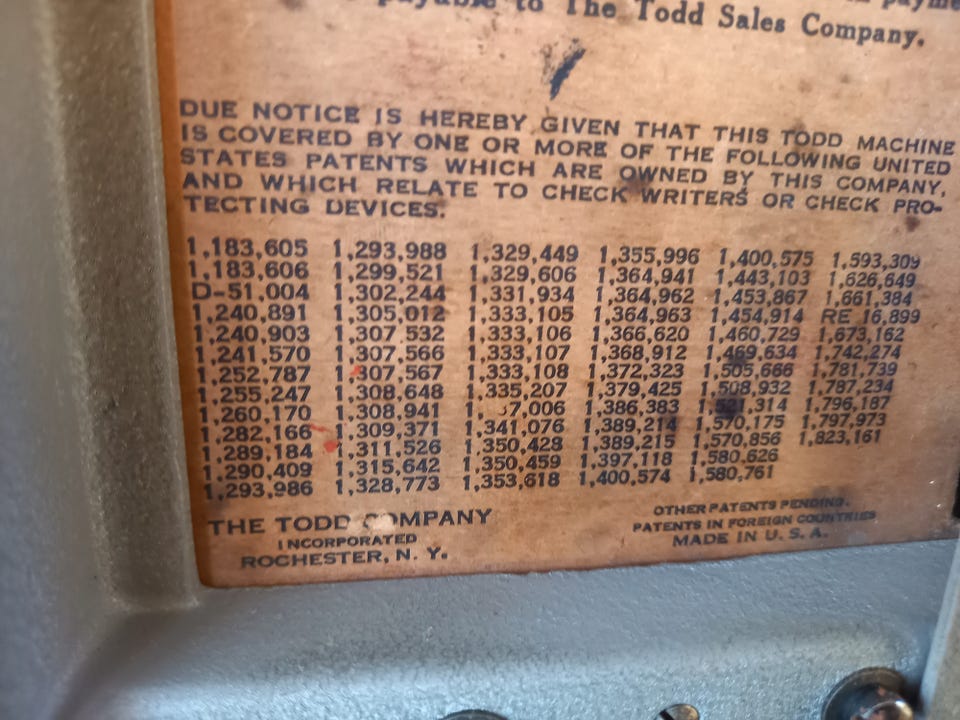 payable to The Todd Sales Company.
DUE NOTICE IS HEREBY GIVEN THAT THIS TODD MACHINE
IS COVERED BY ONE OR MORE OF THE FOLLOWING UNITED
STATES PATENTS WHICH ARE OWNED BY THIS COMPANY,
AND WHICH RELATE TO CHECK WRITERS OR CHECK PRO-
TECTING DEVICES.
1,183,605 1,293,988 1,329,449 1,355,996 1,400,575 1,593,309
1,183,606 1,299,521 1,329,606 1,364,941 1,443,103 1,626,649
D-51,004 1,302,244 1,331,934 1,364,962 1,453,867 1,661,384
1,240,891 1,305,012 1,333,105 1,364,963 1,454,914 RE 16,899
1,240,903 1,307,532 1,333,106 1,366,620 1,460,729 1,673,162
1,241,570 1,307,566 1,333,107 1,368,912 1,469,634 1,742,274
1,252,787 1,307,567 1,333,108 1,372,323 1,505,666 1,781,739
1,255,247 1,308,648 1,335,207 1,379,425 1,508,932 1,787,234
1,260,170 1,308,941 1,386,383 1,796,187
1,282,166 1,309,371 1,341,076 1,389,214 1,570,175 1,797,973
1,289,184 1,311,526 1,350,428 1,389,215 1,570,856 1,823,161
1,290,409 1,315,642 1,350,459 1,397,118 1,580,626
1,293,986 1,328,773 1,353,618 1,400,574 1,580,761
THE TODD COMPANY
INCORPORATED
ROCHESTER, N. Y.
OTHER PATENTS PENDING.
PATENTS IN FOREIGN COUNTRIES
MADE IN U. S. A.